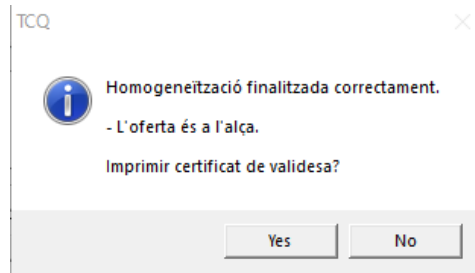 TCQ
Homogeneïtzació finalitzada correctament.
- L'oferta és a l'alça.
Imprimir certificat de validesa?
Yes No